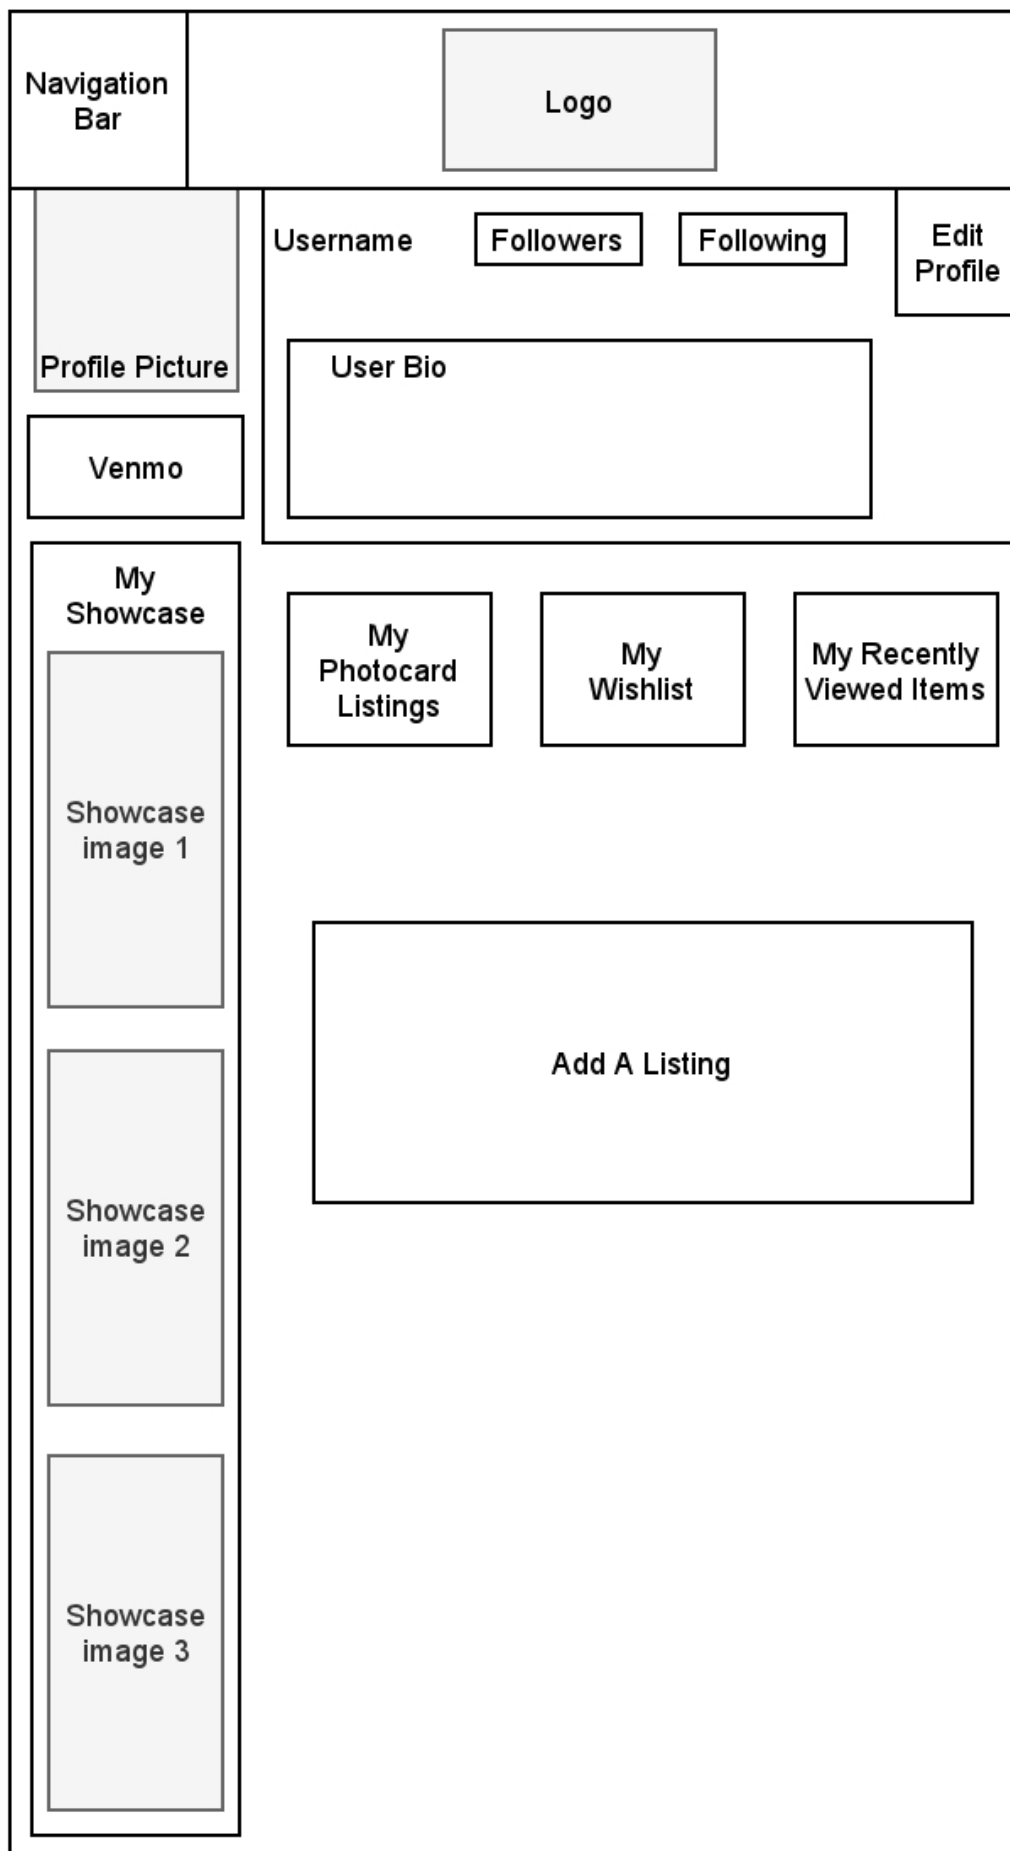 Navigation
Bar
Logo
Username
Followers
Following
Edit
Profile
Profile Picture
User Bio
Venmo
My
Showcase
My
Photocard
Listings
My
Wishlist
My Recently
Viewed Items
Showcase
image 1
Add A Listing
Showcase
image 2
Showcase
image 3